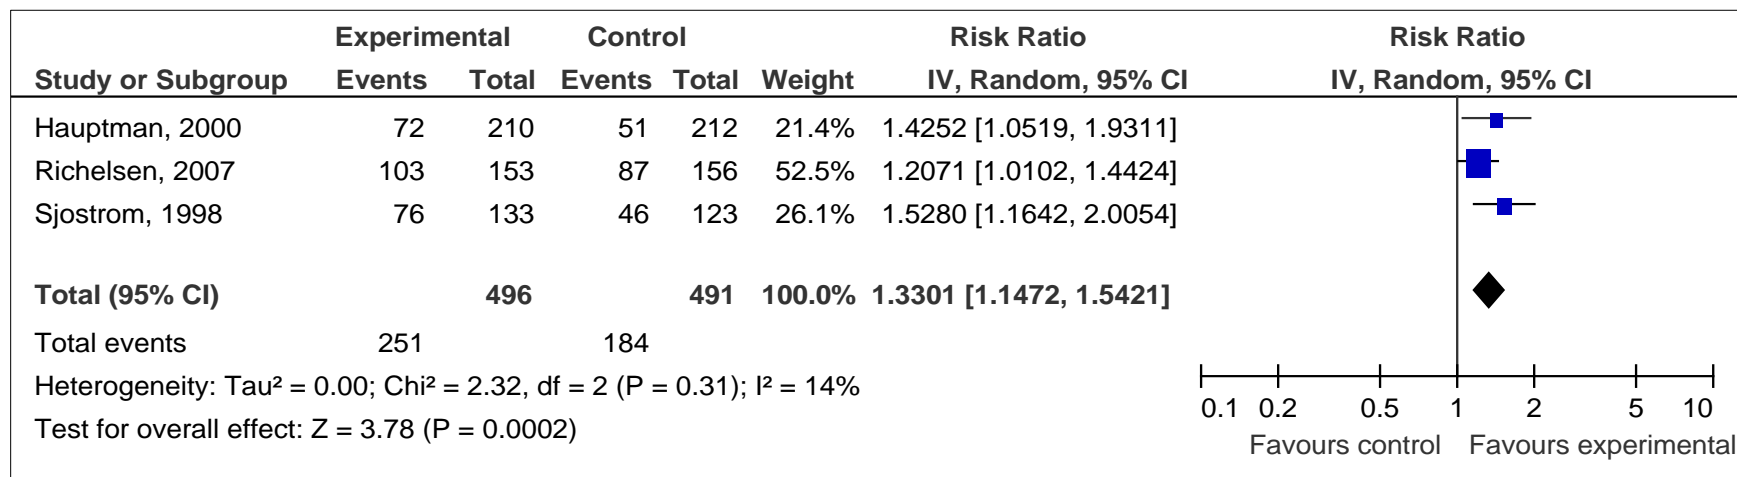 Experimental Control Risk Ratio Risk Ratio
Study or Subgroup Events Total Events Total Weight IV, Random, 95% CI IV, Random, 95% CI
Hauptman, 2000 72 210 51 212 21.4% 1.4252 [1.0519, 1.9311]
Richelsen, 2007 103 153 87 156 52.5% 1.2071 [1.0102, 1.4424]
Sjostrom, 1998 76 133 46 123 26.1% 1.5280 [1.1642, 2.0054]
Total (95% CI) 496 491 100.0% 1.3301 [1.1472, 1.5421]
Total events 251 184
Heterogeneity: Tau² = 0.00; Chi² = 2.32, df = 2 (P = 0.31); I² = 14%
Test for overall effect: Z = 3.78 (P = 0.0002)
0.1 0.2 0.5 1 2 5 10
Favours control Favours experimental